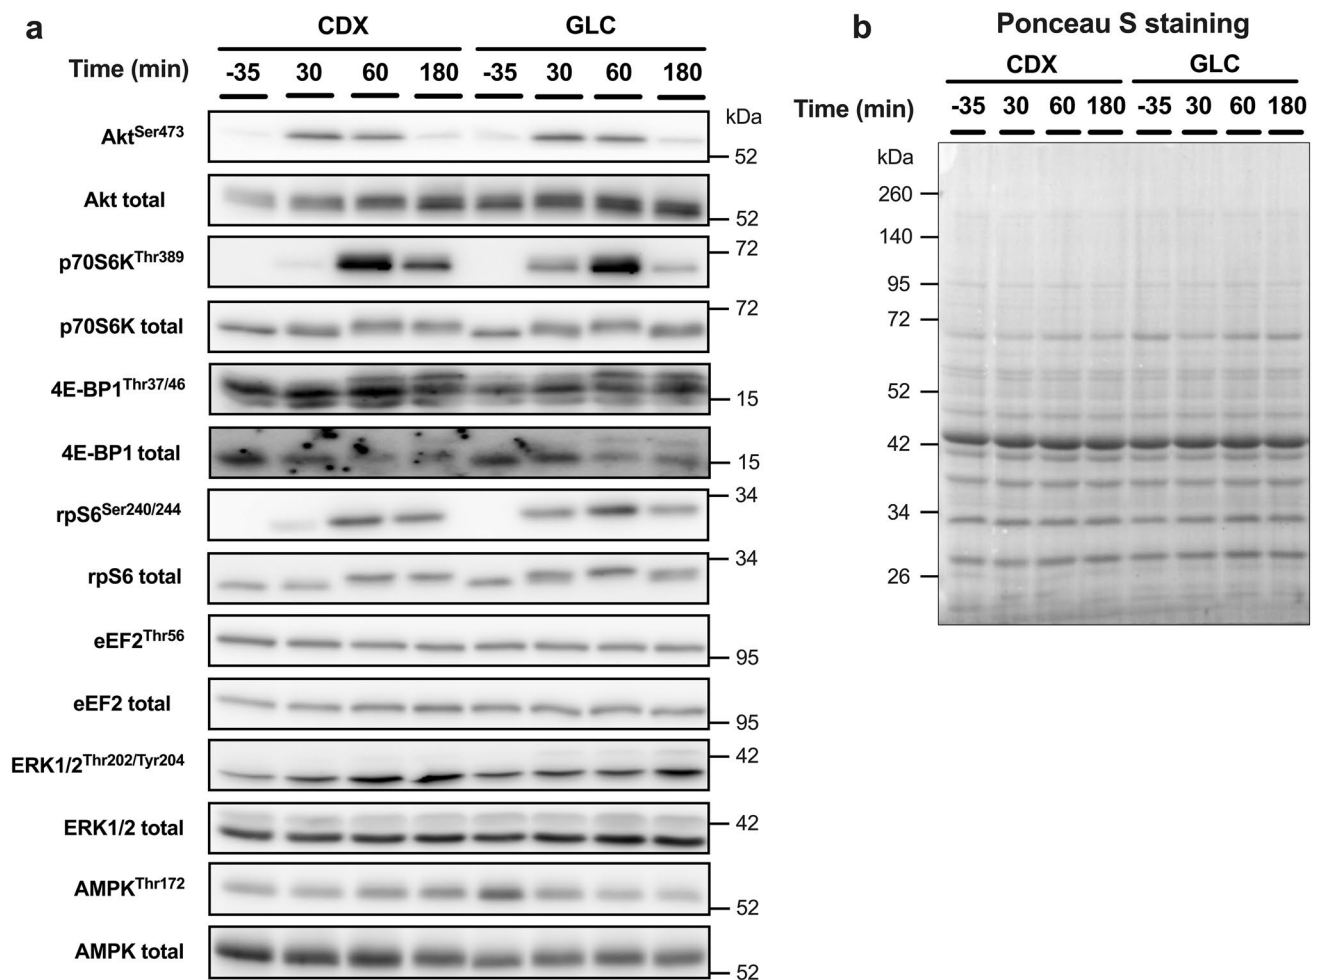 a
CDX GLC
Time (min) -35 30 60 180 -35 30 60 180
kDa
Akt^Ser473
52
Akt total
52
p70S6K^Thr389
72
p70S6K total
72
4E-BP1^Thr37/46
15
4E-BP1 total
15
rpS6^Ser240/244
34
rpS6 total
34
eEF2^Thr56
95
eEF2 total
95
ERK1/2^Thr202/Tyr204
42
ERK1/2 total
42
AMPK^Thr172
52
AMPK total
52
b
Ponceau S staining
CDX GLC
Time (min) -35 30 60 180 -35 30 60 180
kDa
260
140
95
72
52
42
34
26